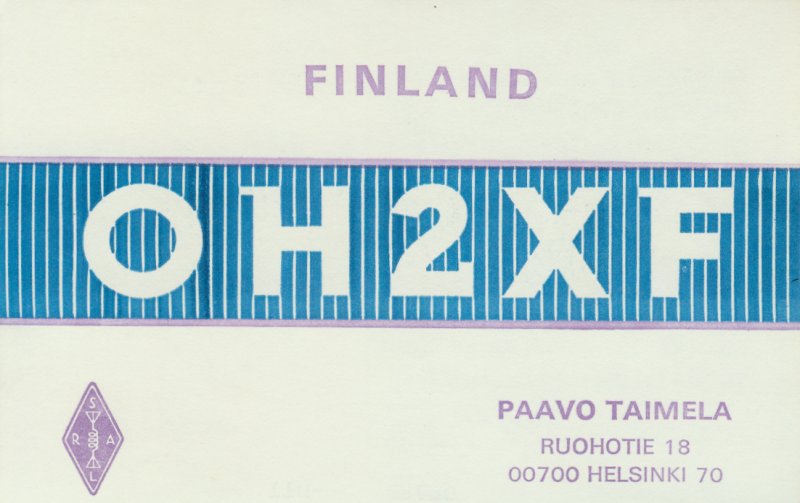 FINLAND
OH2XF
S
R A
L
PAAVO TAIMELA
RUOHOTIE 18
00700 HELSINKI 70